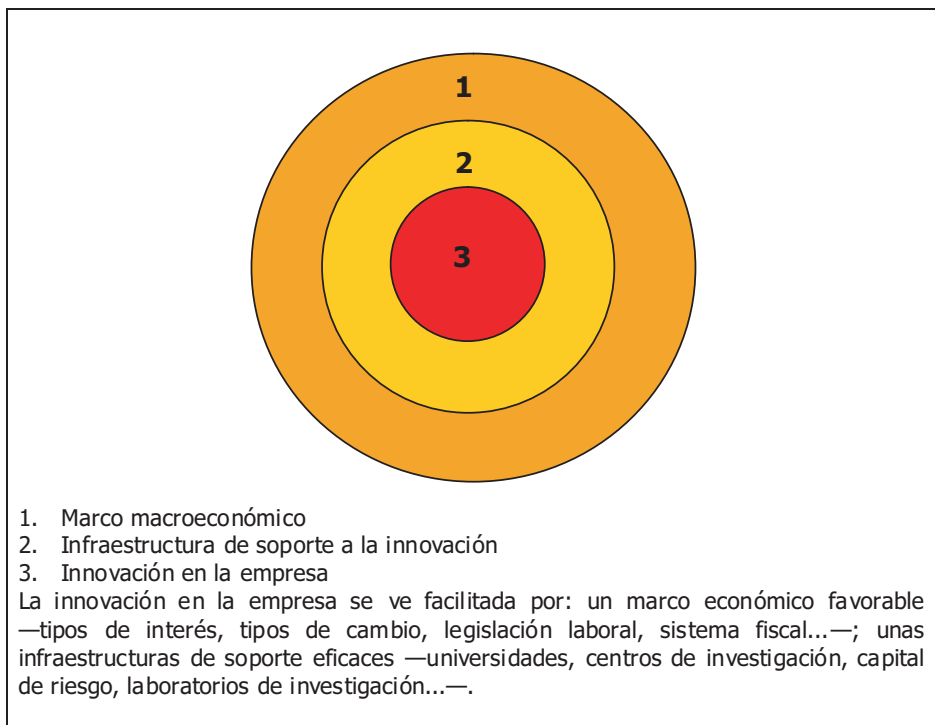 1
2
3
1. Marco macroeconómico
2. Infraestructura de soporte a la innovación
3. Innovación en la empresa
La innovación en la empresa se ve facilitada por: un marco económico favorable
—tipos de interés, tipos de cambio, legislación laboral, sistema fiscal...—; unas
infraestructuras de soporte eficaces —universidades, centros de investigación, capital
de riesgo, laboratorios de investigación...—.